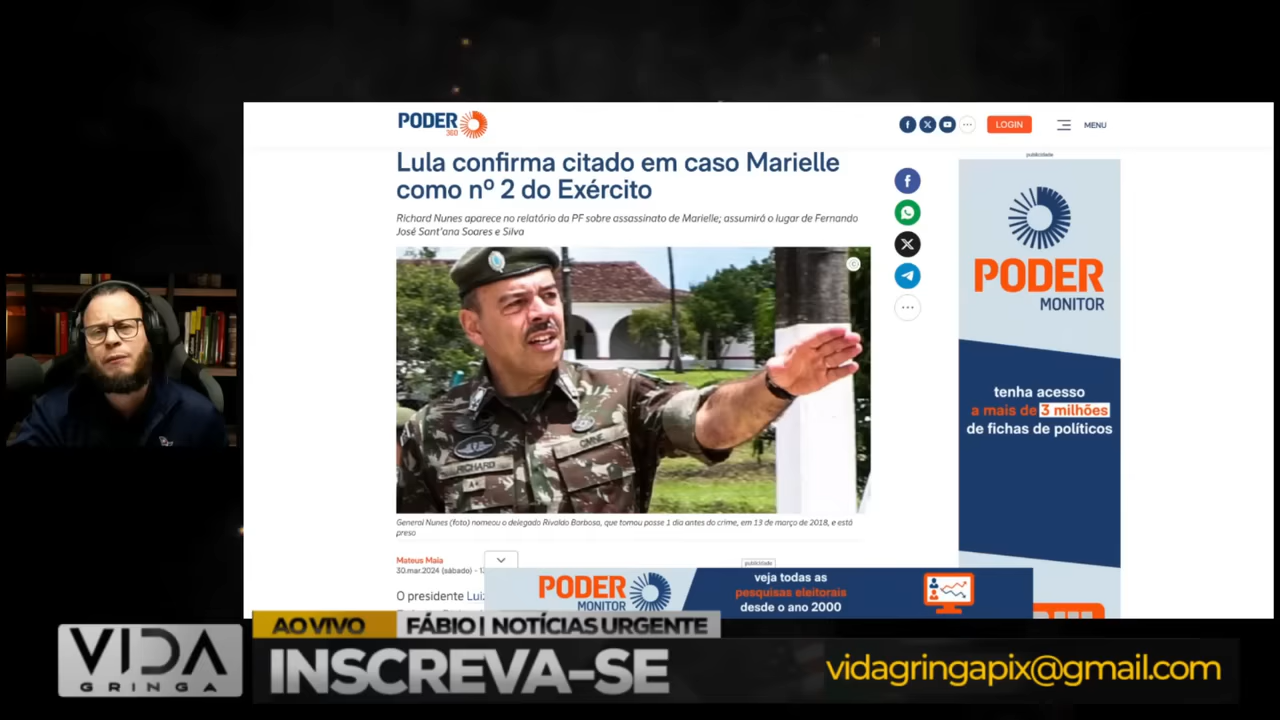 PODER
360
LOGIN
MENU
Lula confirma citado em caso Marielle
como nº 2 do Exército
Richard Nunes aparece no relatório da PF sobre assassinato de Marielle; assumirá o lugar de Fernando
José Sant'ana Soares e Silva
RICHARD
A+
CMNE
General Nunes (foto) nomeou o delegado Rivaldo Barbosa, que tomou posse 1 dia antes do crime, em 13 de março de 2018, e está
preso
Mateus Maia
30.mar.2024 (sábado) - 1
O presidente Luiz
publicidade
PODER
MONITOR
tenha acesso
a mais de 3 milhões
de fichas de políticos
publicidade
PODER
MONITOR
veja todas as
pesquisas eleitorais
desde o ano 2000
AO VIVO
FÁBIO | NOTÍCIAS URGENTE
VIDA
GRINGA
INSCREVA-SE
vidagringapix@gmail.com